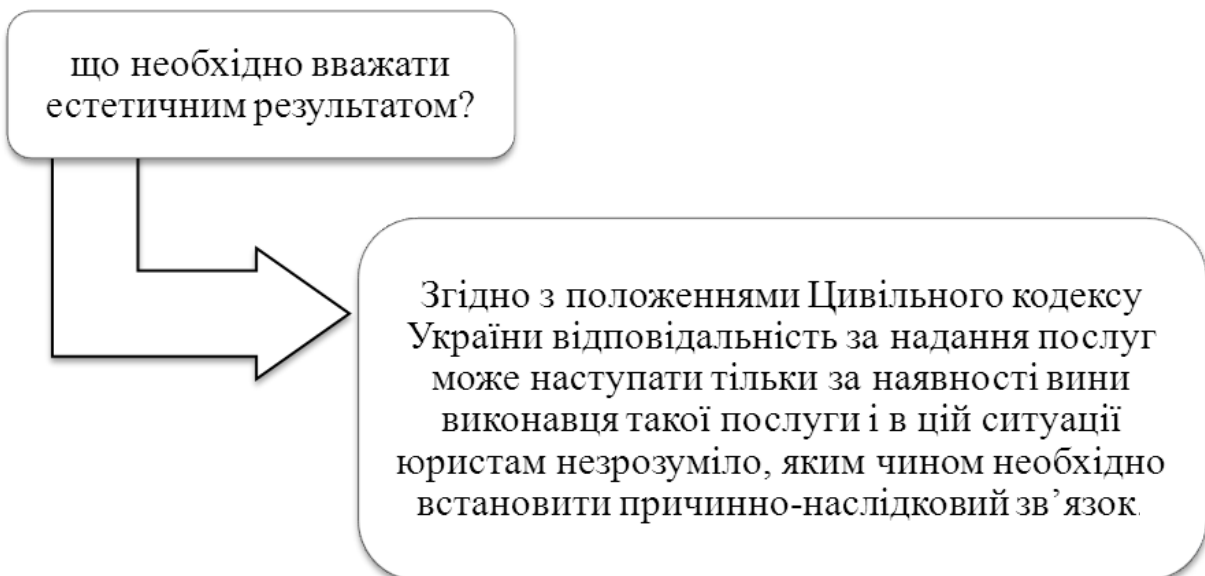 що необхідно вважати
естетичним результатом?
Згідно з положеннями Цивільного кодексу
України відповідальність за надання послуг
може наступати тільки за наявності вини
виконавця такої послуги і в цій ситуації
юристам незрозуміло, яким чином необхідно
встановити причинно-наслідковий зв’язок.